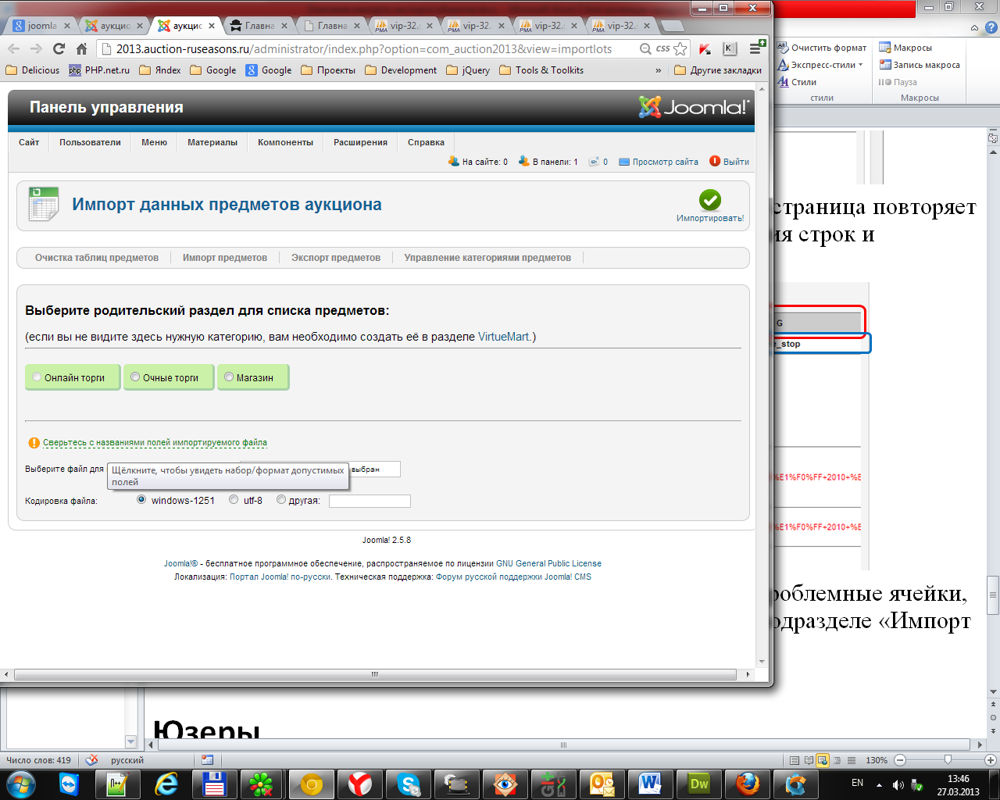 joomla
аукцио
аукцис
Главна
Главна
vip-32.
vip-32.
vip-32.
vip-32.
2013.auction-ruseasons.ru/administrator/index.php?option=com_auction2013&view=importlots
css
Delicious
PHP.net.ru
Яndex
Google
Google
Проекты
Development
jQuery
Tools & Toolkits
»
Другие закладки
Панель управления
Joomla!
Сайт
Пользователи
Меню
Материалы
Компоненты
Расширения
Справка
На сайте: 0
В панели: 1
0
Просмотр сайта
Выйти
Импорт данных предметов аукциона
Импортировать!
Очистка таблиц предметов
Импорт предметов
Экспорт предметов
Управление категориями предметов
Выберите родительский раздел для списка предметов:
(если вы не видите здесь нужную категорию, вам необходимо создать её в разделе VirtueMart.)
Онлайн торги
Очные торги
Магазин
Сверьтесь с названиями полей импортируемого файла
Выберите файл для
выбран
Щёлкните, чтобы увидеть набор/формат допустимых
полей
Кодировка файла:
windows-1251
utf-8
другая:
Joomla! 2.5.8
Joomla!® - бесплатное программное обеспечение, распространяемое по лицензии GNU General Public License
Локализация: Портал Joomla! по-русски. Техническая поддержка: Форум русской поддержки Joomla! CMS
Очистить формат
Экспресс-стили
Стили
стили
Макросы
Запись макроса
Пауза
Макросы
страница повторяет
ия строк и
G
e_stop
%E1%F0%FF+2010+%E
%E1%F0%FF+2010+%E
роблемные ячейки,
одразделе «Импорт
Юзеры
Число слов: 419
русский
130%
EN
13:46
27.03.2013